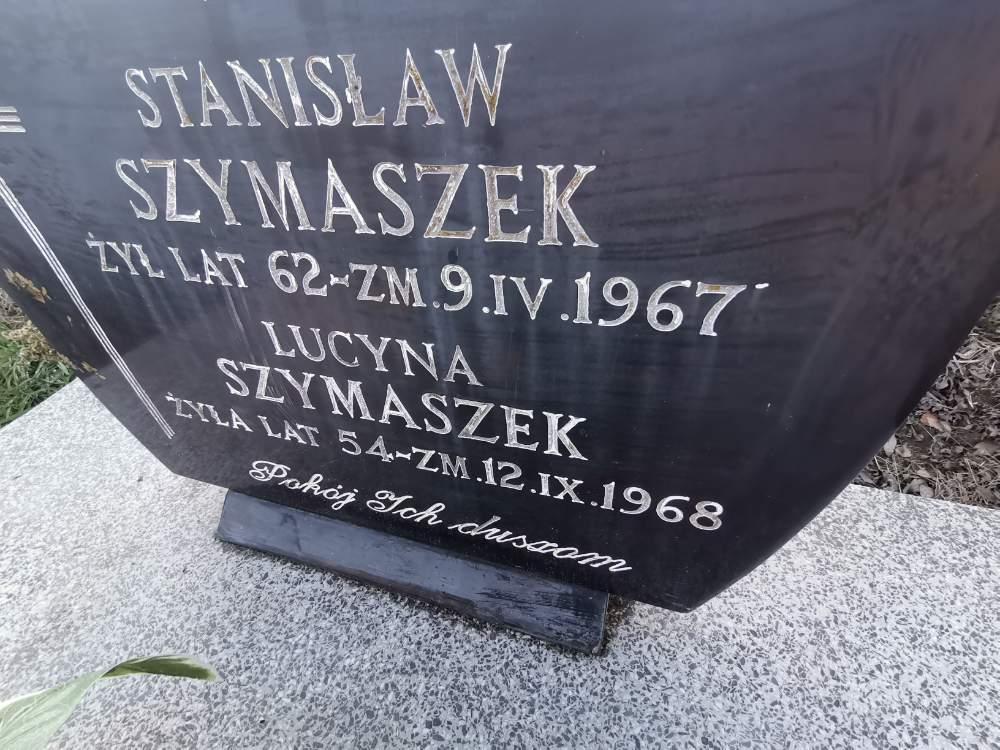 STANISŁAW
SZYMASZEK
ŻYŁ LAT 62-ZM.9.IV.1967
LUCYNA
SZYMASZEK
ŻYŁA LAT 54-ZM.12.IX.1968
Pokój Ich duszom